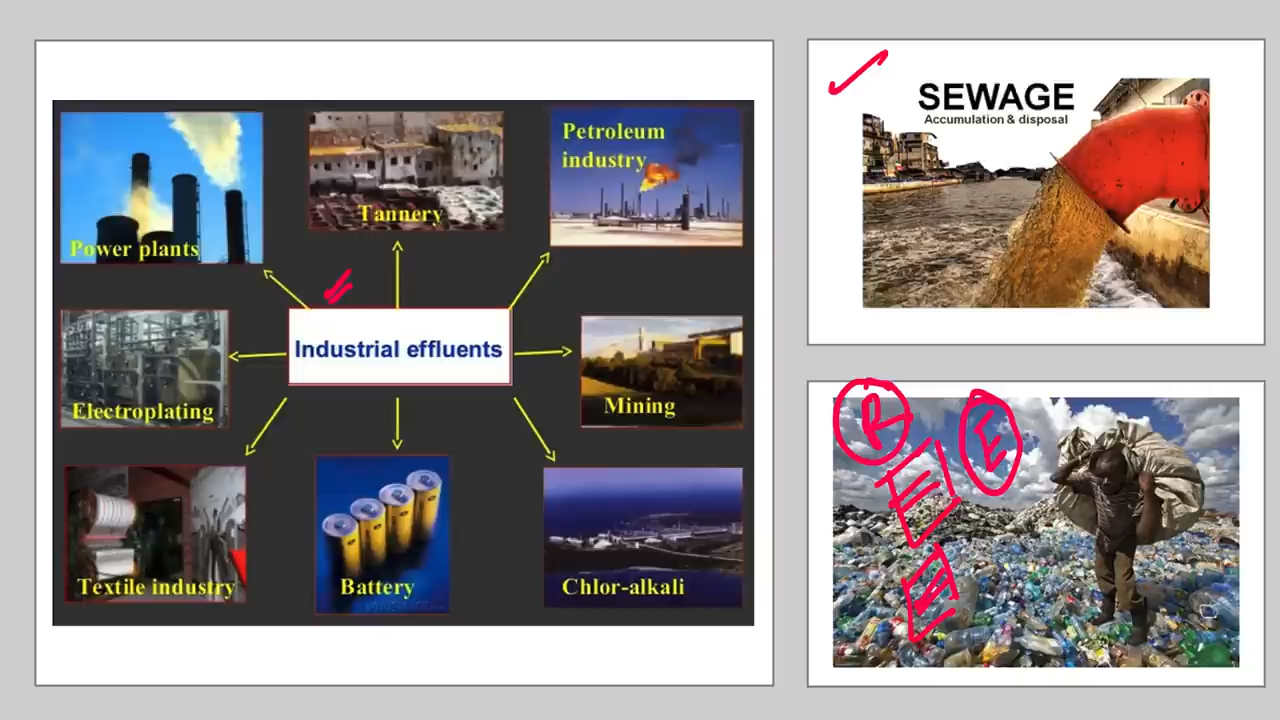 SEWAGE
Accumulation & disposal
Petroleum
industry
Tannery
Power plants
Industrial effluents
Electroplating
Mining
Textile industry
Battery
Chlor-alkali
R
E